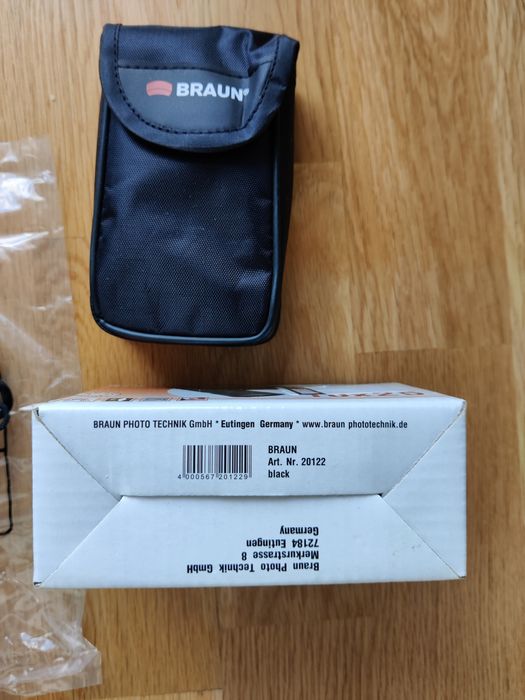 BRAUN®
BRAUN PHOTO TECHNIK GmbH * Eutingen Germany * www.braun phototechnik.de
BRAUN
Art. Nr. 20122
black
4 000567 201229
Braun Photo Technik GmbH
Merkurstrasse 8
72184 Eutingen
Germany